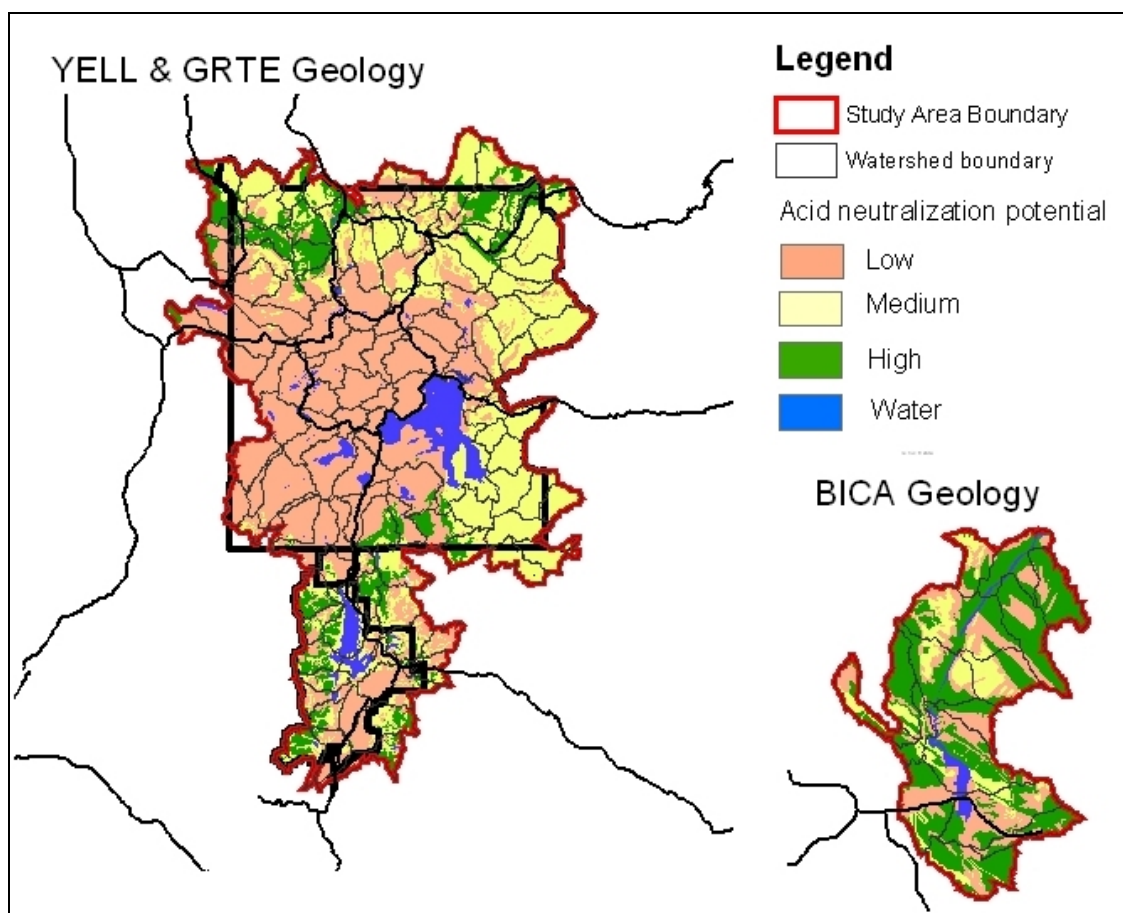 YELL & GRTE Geology
Legend
Study Area Boundary
Watershed boundary
Acid neutralization potential
Low
Medium
High
Water
BICA Geology